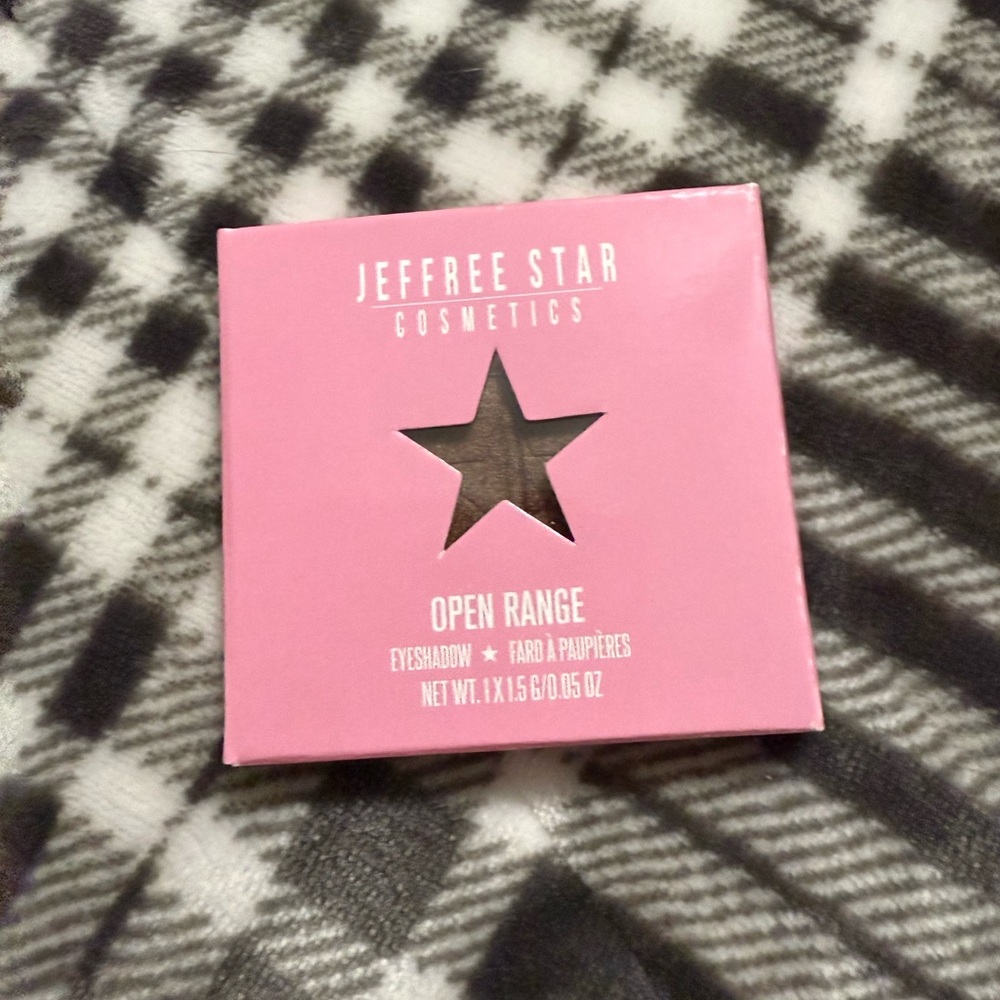 JEFFREE STAR
COSMETICS
OPEN RANGE
EYESHADOW ★ FARD À PAUPIÈRES
NET WT. 1 X 1.5 G/0.05 OZ